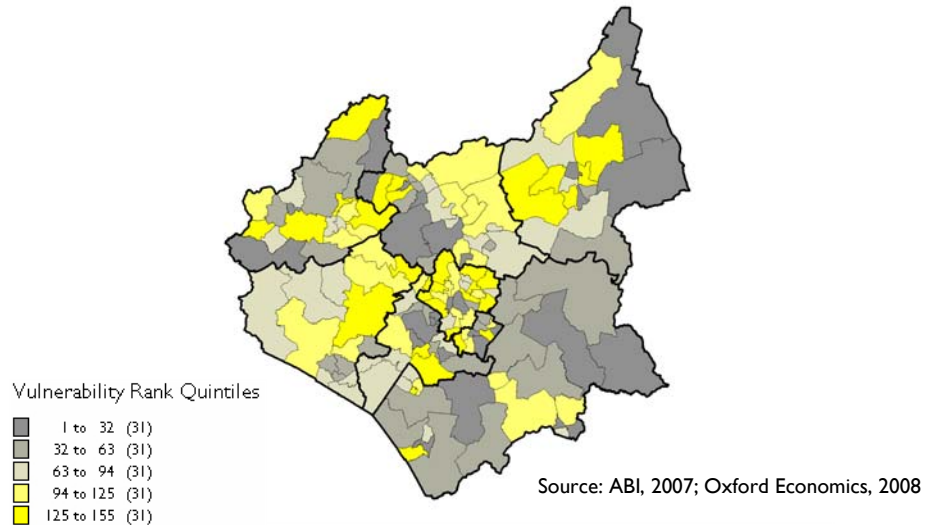 Vulnerability Rank Quintiles
1 to 32 (31)
32 to 63 (31)
63 to 94 (31)
94 to 125 (31)
125 to 155 (31)
Source: ABI, 2007; Oxford Economics, 2008